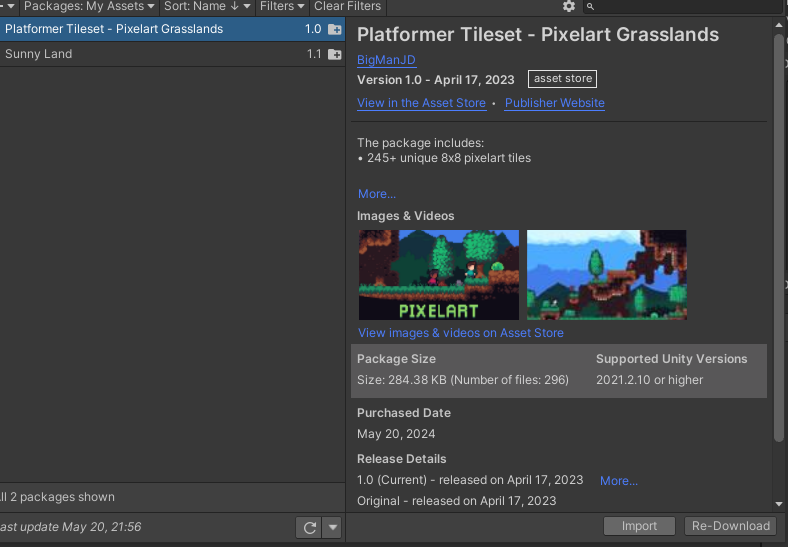 Packages: My Assets Sort: Name ↓ Filters Clear Filters
Platformer Tileset - Pixelart Grasslands 1.0
Sunny Land 1.1
Platformer Tileset - Pixelart Grasslands
BigManJD
Version 1.0 - April 17, 2023 asset store
View in the Asset Store • Publisher Website
The package includes:
• 245+ unique 8x8 pixelart tiles
More...
Images & Videos
PIXELART
View images & videos on Asset Store
Package Size Supported Unity Versions
Size: 284.38 KB (Number of files: 296) 2021.2.10 or higher
Purchased Date
May 20, 2024
Release Details
1.0 (Current) - released on April 17, 2023 More...
Original - released on April 17, 2023
ll 2 packages shown
ast update May 20, 21:56
Import Re-Download